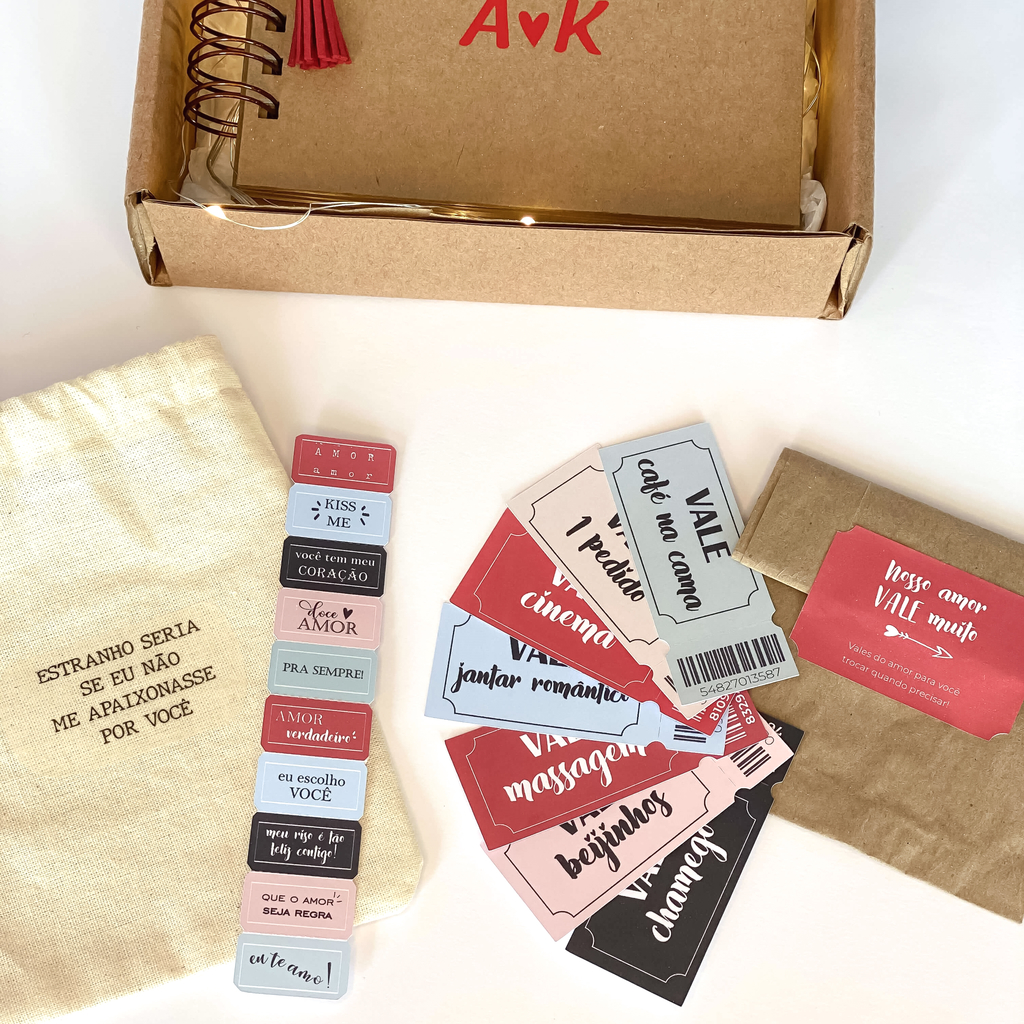 A♥K
ESTRANHO SERIA
SE EU NÃO
ME APAIXONASSE
POR VOCÊ
AMOR
amor
KISS
ME
você tem meu
CORAÇÃO
doce
AMOR
PRA SEMPRE!
AMOR
verdadeiro
eu escolho
VOCÊ
meu riso é tão
feliz contigo!
QUE O AMOR
SEJA REGRA
eu te amo!
VALE
café na cama
54827013587
1 pedido
cinema
jantar romântico
massagem
beijinhos
chamego
8109
8329
Nosso amor
VALE muito
Vales do amor para você
trocar quando precisar!